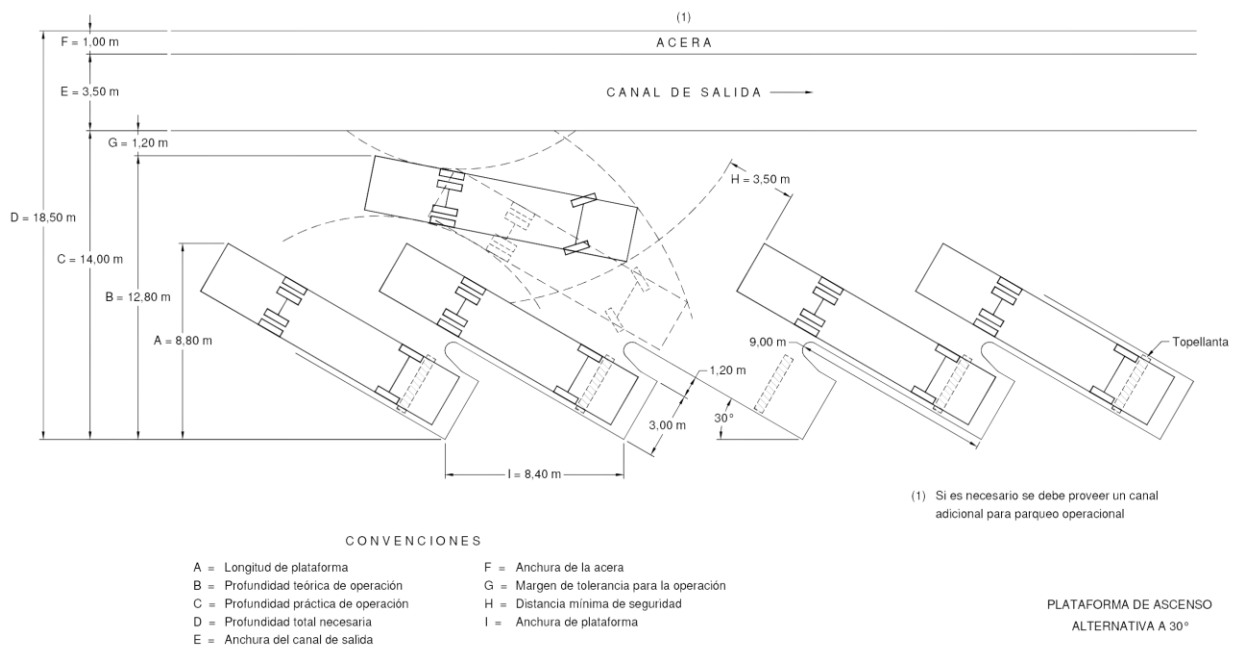 (1)
F = 1,00 m
ACERA
E = 3,50 m
CANAL DE SALIDA
G = 1,20 m
H = 3,50 m
D = 18,50 m
C = 14,00 m
B = 12,80 m
A = 8,80 m
9,00 m
Topellanta
1,20 m
3,00 m
30°
I = 8,40 m
(1) Si es necesario se debe proveer un canal
adicional para parqueo operacional
CONVENCIONES
A = Longitud de plataforma
B = Profundidad teórica de operación
C = Profundidad práctica de operación
D = Profundidad total necesaria
E = Anchura del canal de salida
F = Anchura de la acera
G = Margen de tolerancia para la operación
H = Distancia mínima de seguridad
I = Anchura de plataforma
PLATAFORMA DE ASCENSO
ALTERNATIVA A 30°